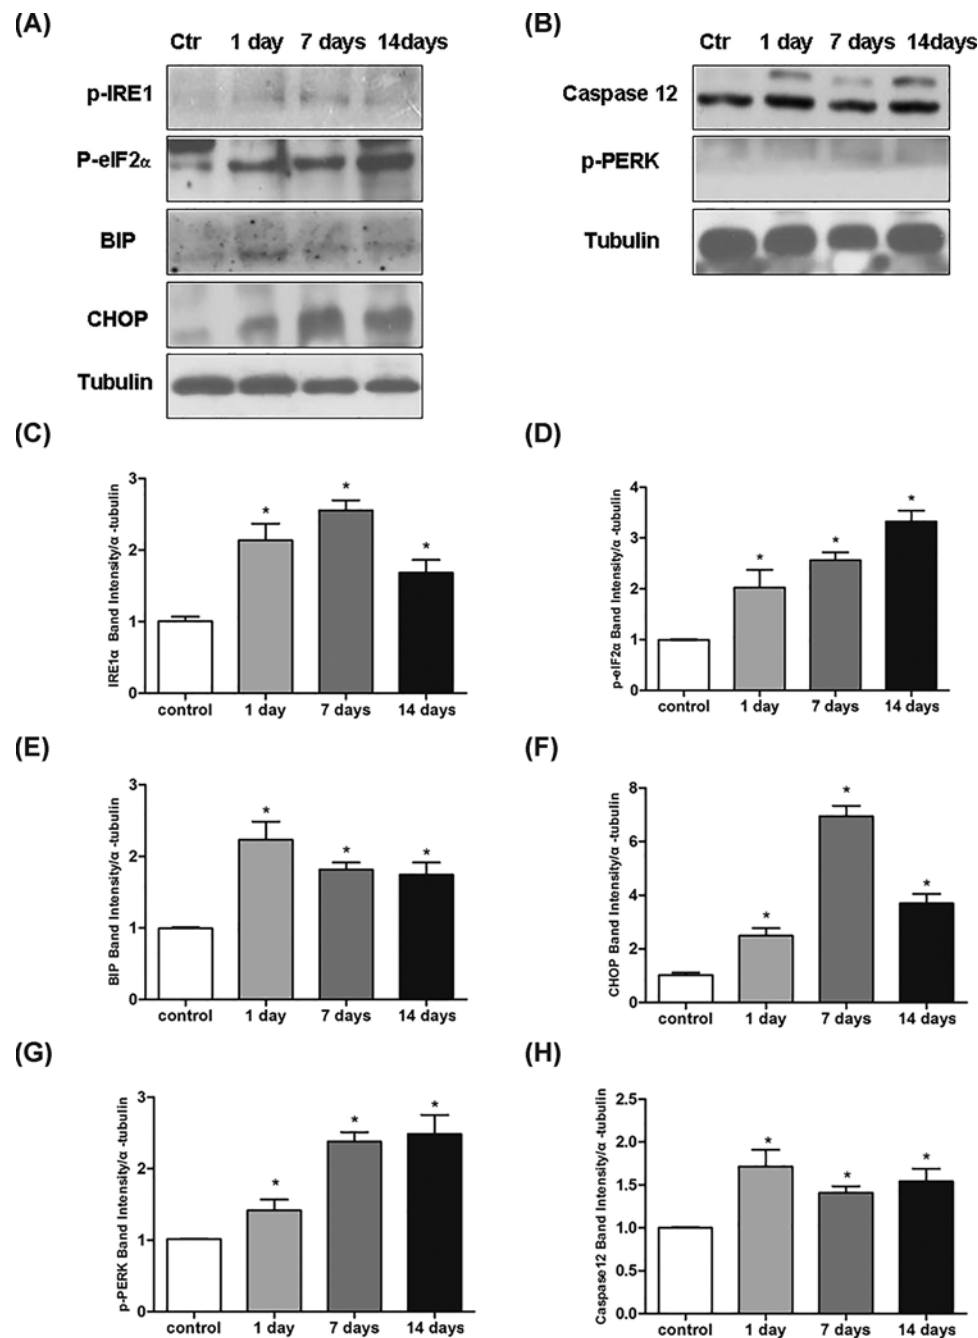 (A)
Ctr 1 day 7 days 14days
p-IRE1
P-eIF2α
BIP
CHOP
Tubulin
(B)
Ctr 1 day 7 days 14days
Caspase 12
p-PERK
Tubulin
(C)
IRE1α Band Intensity/α -tubulin
3
2
1
0
* * *
control 1 day 7 days 14 days
(D)
p-eIF2α Band Intensity/α -tubulin
4
3
2
1
0
* * *
control 1 day 7 days 14 days
(E)
BIP Band Intensity/α -tubulin
3
2
1
0
* * *
control 1 day 7 days 14 days
(F)
CHOP Band Intensity/α -tubulin
8
6
4
2
0
* * *
control 1 day 7 days 14 days
(G)
p-PERK Band Intensity/α -tubulin
3
2
1
0
* * *
control 1 day 7 days 14 days
(H)
Caspase12 Band Intensity/α -tubulin
2.5
2.0
1.5
1.0
0.5
0.0
* * *
control 1 day 7 days 14 days